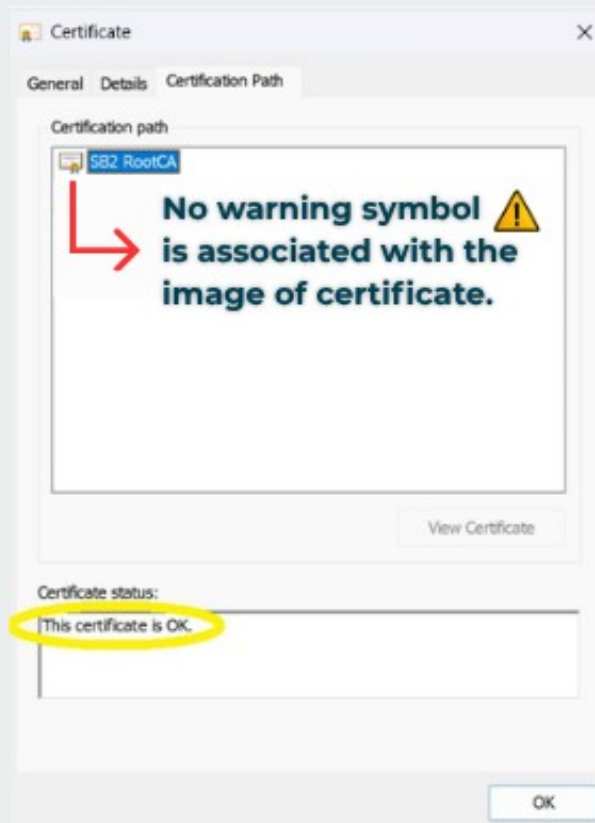 Certificate
General Details Certification Path
Certification path
SB2 RootCA
No warning symbol
is associated with the
image of certificate.
View Certificate
Certificate status:
This certificate is OK.
OK